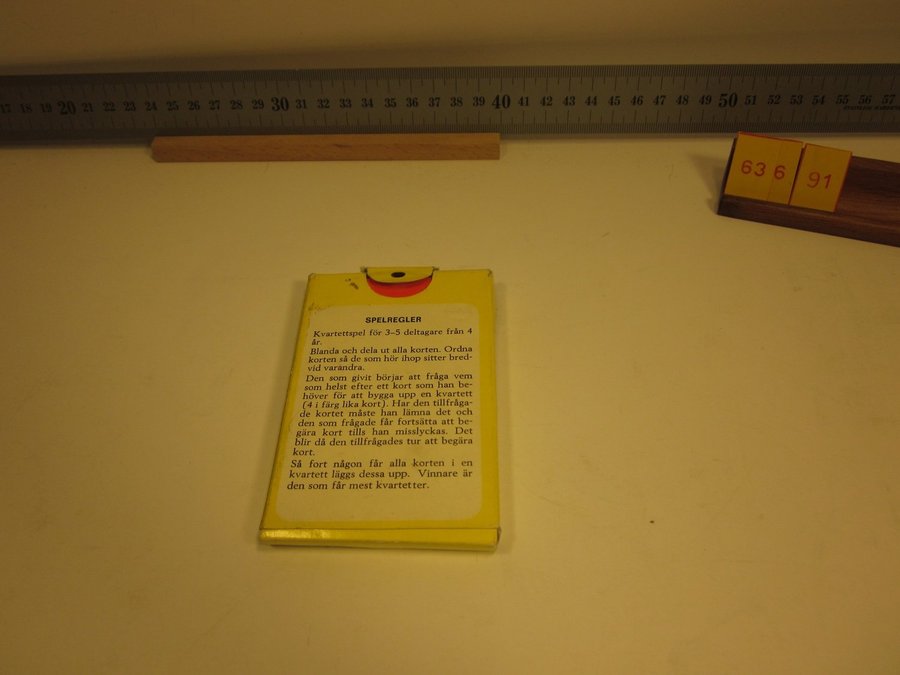 17 18 19 20 21 22 23 24 25 26 27 28 29 30 31 32 33 34 35 36 37 38 39 40 41 42 43 44 45 46 47 48 49 50 51 52 53 54 55 56 57
636 91
SPELREGLER
Kvartettspel för 3-5 deltagare från 4
år.
Blanda och dela ut alla korten. Ordna
korten så de som hör ihop sitter bred-
vid varandra.
Den som givit börjar att fråga vem
som helst efter ett kort som han be-
höver för att bygga upp en kvartett
(4 i färg lika kort). Har den tillfråga-
de kortet måste han lämna det och
den som frågade får fortsätta att be-
gära kort tills han misslyckas. Det
blir då den tillfrågades tur att begära
kort.
Så fort någon får alla korten i en
kvartett läggs dessa upp. Vinnare är
den som får mest kvartetter.